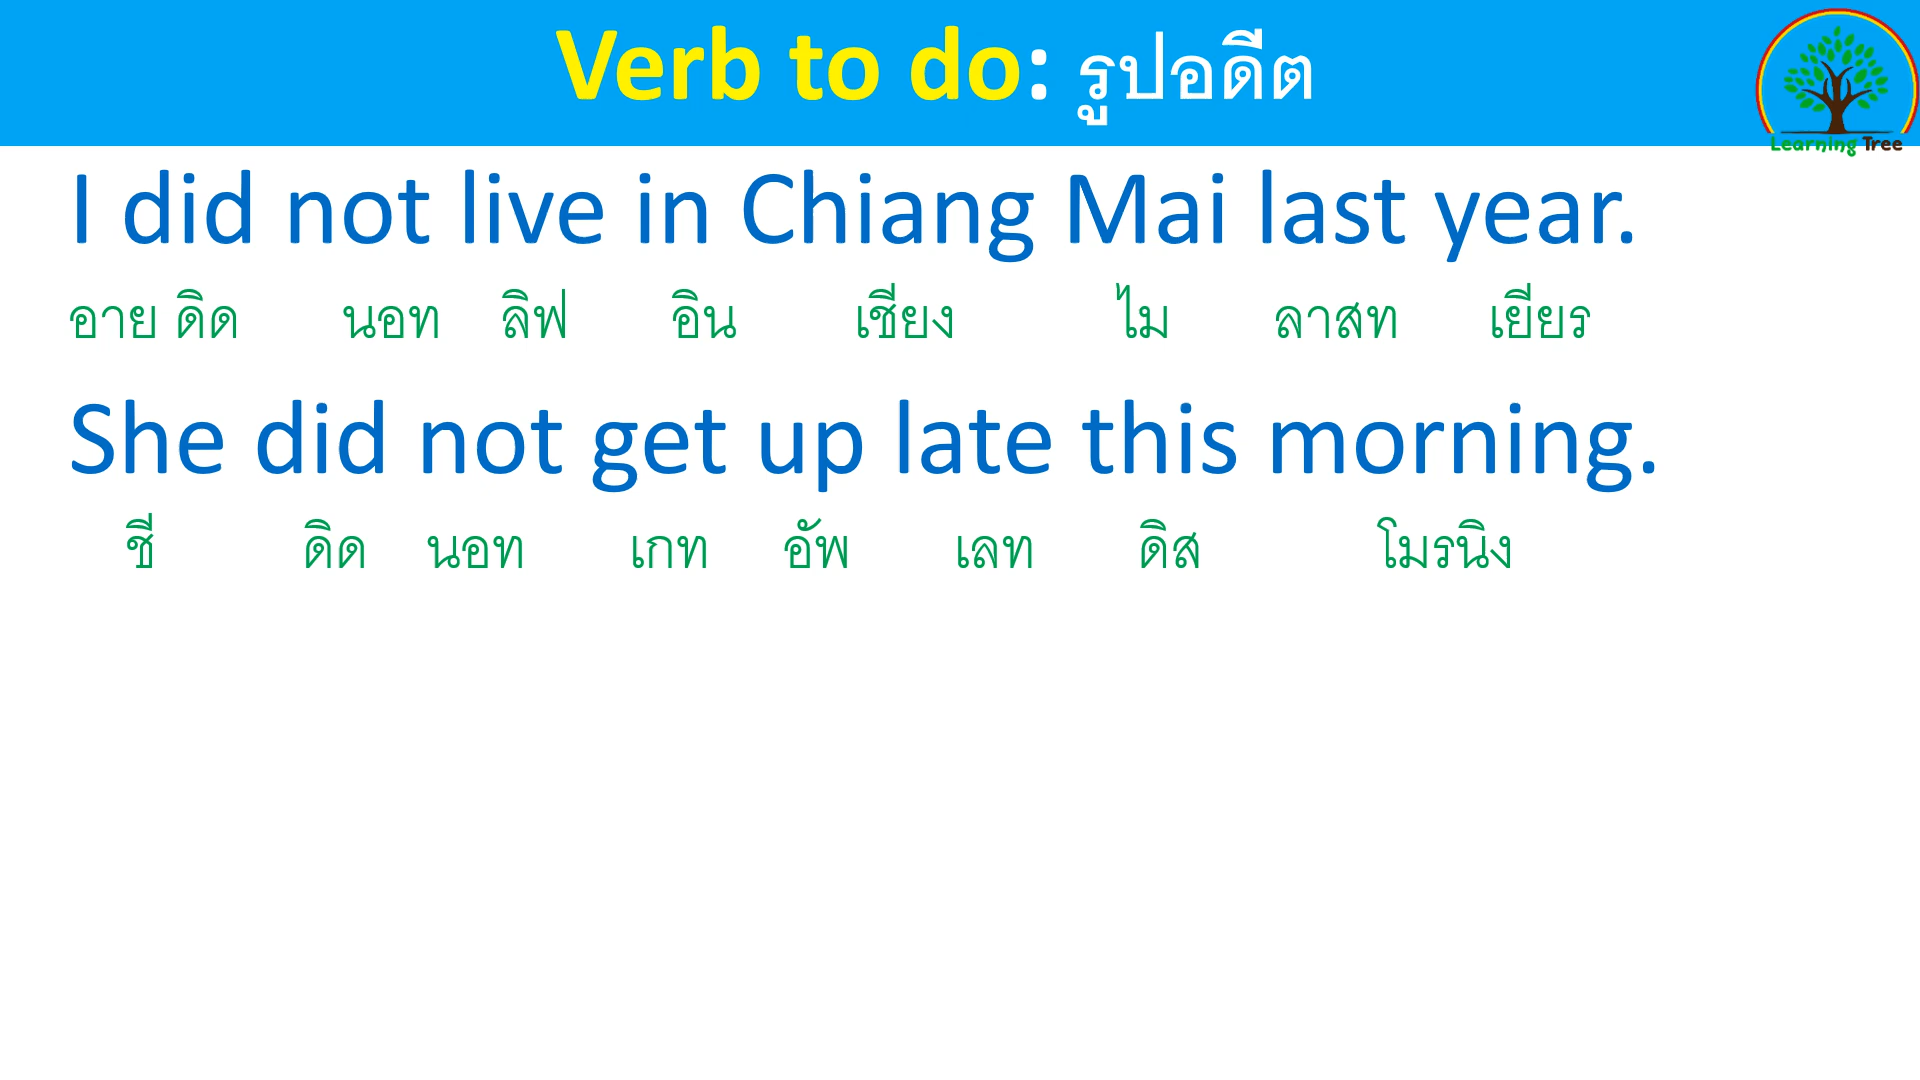 Verb to do: รูปอดีต
Learning Tree
I did not live in Chiang Mai last year.
อาย ดิด นอท ลิฟ อิน เชียง ไม ลาสท เยียร
She did not get up late this morning.
ชี ดิด นอท เกท อัพ เลท ดิส โมรนิง